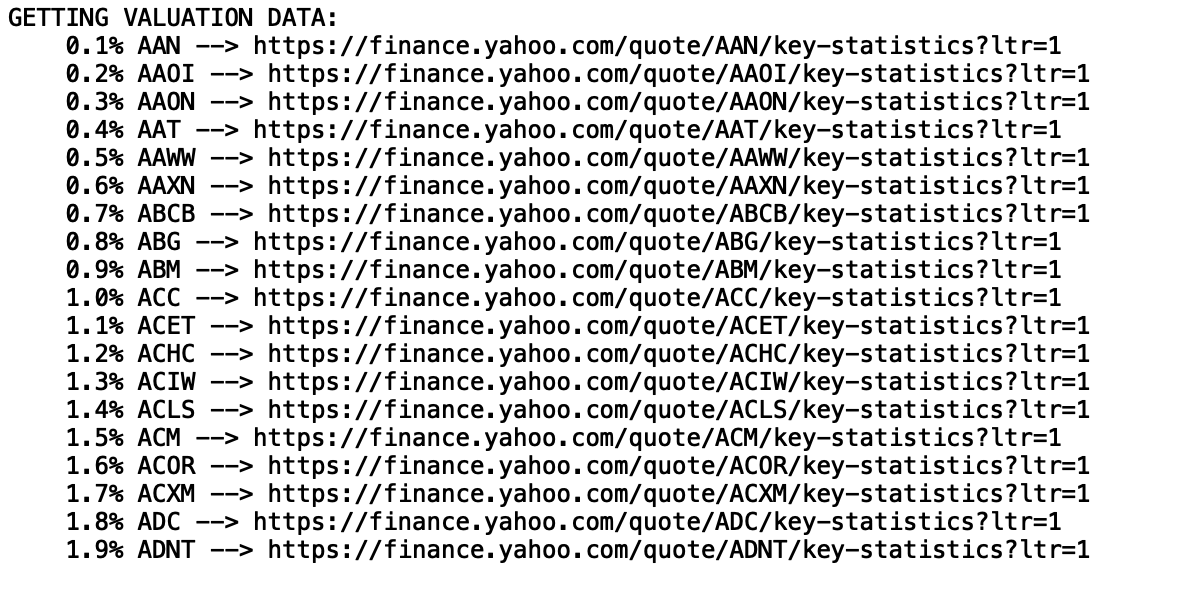 GETTING VALUATION DATA:
0.1% AAN --> https://finance.yahoo.com/quote/AAN/key-statistics?ltr=1
0.2% AAOI --> https://finance.yahoo.com/quote/AAOI/key-statistics?ltr=1
0.3% AAON --> https://finance.yahoo.com/quote/AAON/key-statistics?ltr=1
0.4% AAT --> https://finance.yahoo.com/quote/AAT/key-statistics?ltr=1
0.5% AAWW --> https://finance.yahoo.com/quote/AAWW/key-statistics?ltr=1
0.6% AAXN --> https://finance.yahoo.com/quote/AAXN/key-statistics?ltr=1
0.7% ABCB --> https://finance.yahoo.com/quote/ABCB/key-statistics?ltr=1
0.8% ABG --> https://finance.yahoo.com/quote/ABG/key-statistics?ltr=1
0.9% ABM --> https://finance.yahoo.com/quote/ABM/key-statistics?ltr=1
1.0% ACC --> https://finance.yahoo.com/quote/ACC/key-statistics?ltr=1
1.1% ACET --> https://finance.yahoo.com/quote/ACET/key-statistics?ltr=1
1.2% ACHC --> https://finance.yahoo.com/quote/ACHC/key-statistics?ltr=1
1.3% ACIW --> https://finance.yahoo.com/quote/ACIW/key-statistics?ltr=1
1.4% ACLS --> https://finance.yahoo.com/quote/ACLS/key-statistics?ltr=1
1.5% ACM --> https://finance.yahoo.com/quote/ACM/key-statistics?ltr=1
1.6% ACOR --> https://finance.yahoo.com/quote/ACOR/key-statistics?ltr=1
1.7% ACXM --> https://finance.yahoo.com/quote/ACXM/key-statistics?ltr=1
1.8% ADC --> https://finance.yahoo.com/quote/ADC/key-statistics?ltr=1
1.9% ADNT --> https://finance.yahoo.com/quote/ADNT/key-statistics?ltr=1